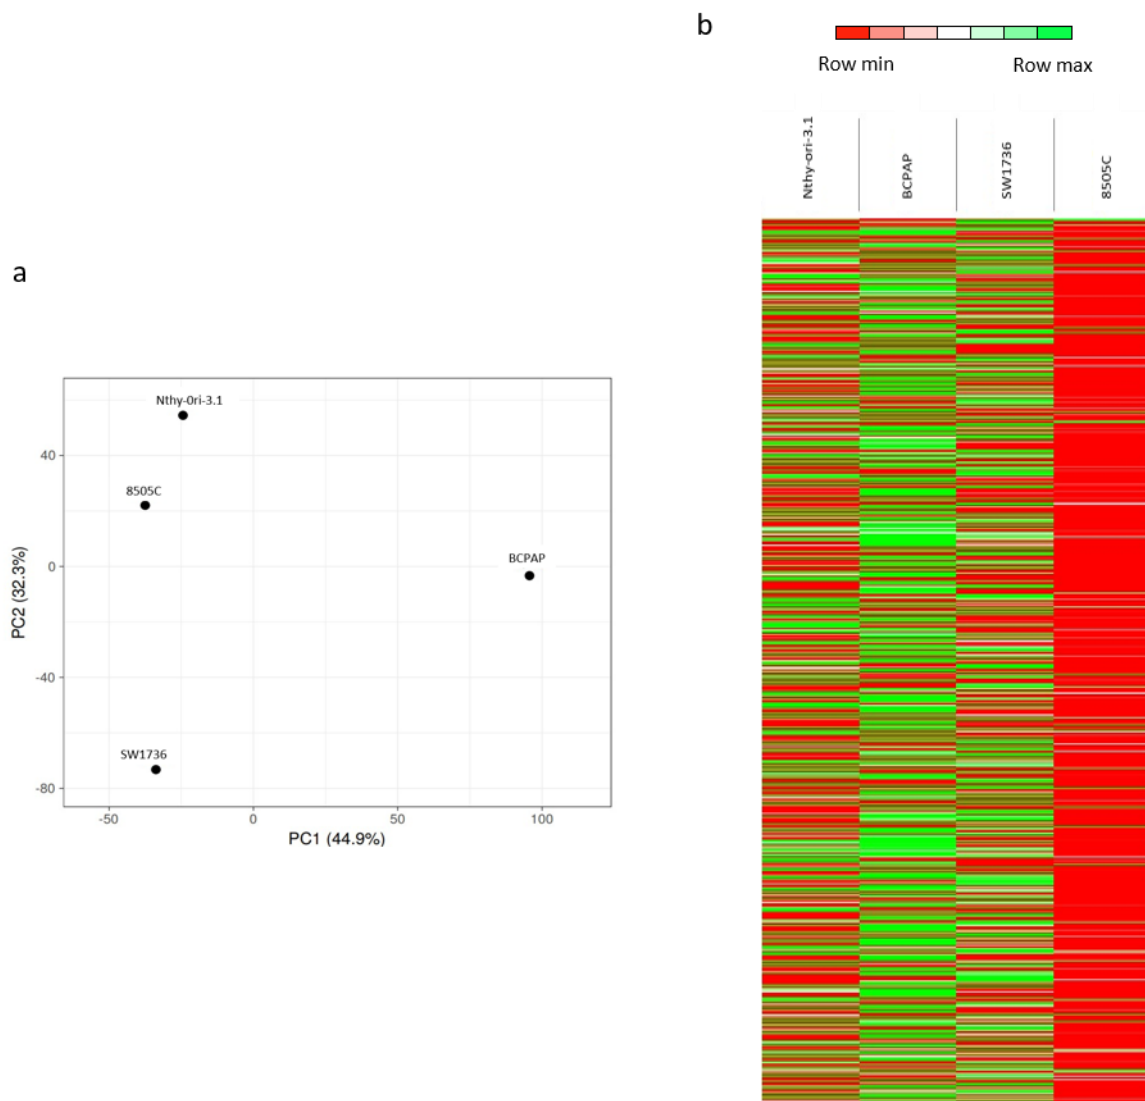 b
Row min
Row max
Nthy-ori-3.1
BCPAP
SW1736
8505C
a
Nthy-0ri-3.1
8505C
BCPAP
SW1736
40
0
-40
-80
PC2 (32.3%)
-50
0
50
100
PC1 (44.9%)